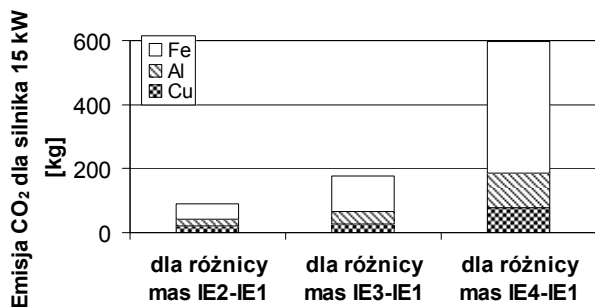 Emisja CO₂ dla silnika 15 kW
[kg]
600
400
200
0
Fe
Al
Cu
dla różnicy
mas IE2-IE1
dla różnicy
mas IE3-IE1
dla różnicy
mas IE4-IE1